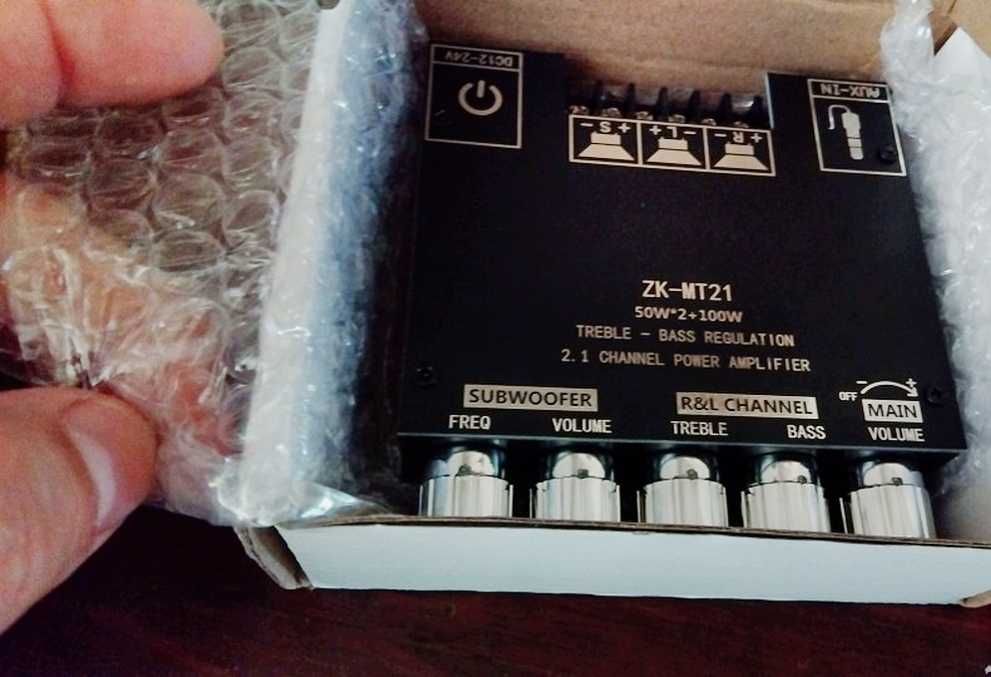 DC12-24V
AUX-IN
- S +
+ L -
- R +
ZK-MT21
50W*2+100W
TREBLE - BASS REGULATION
2.1 CHANNEL POWER AMPLIFIER
SUBWOOFER
R&L CHANNEL
OFF - +
MAIN
FREQ
VOLUME
TREBLE
BASS
VOLUME